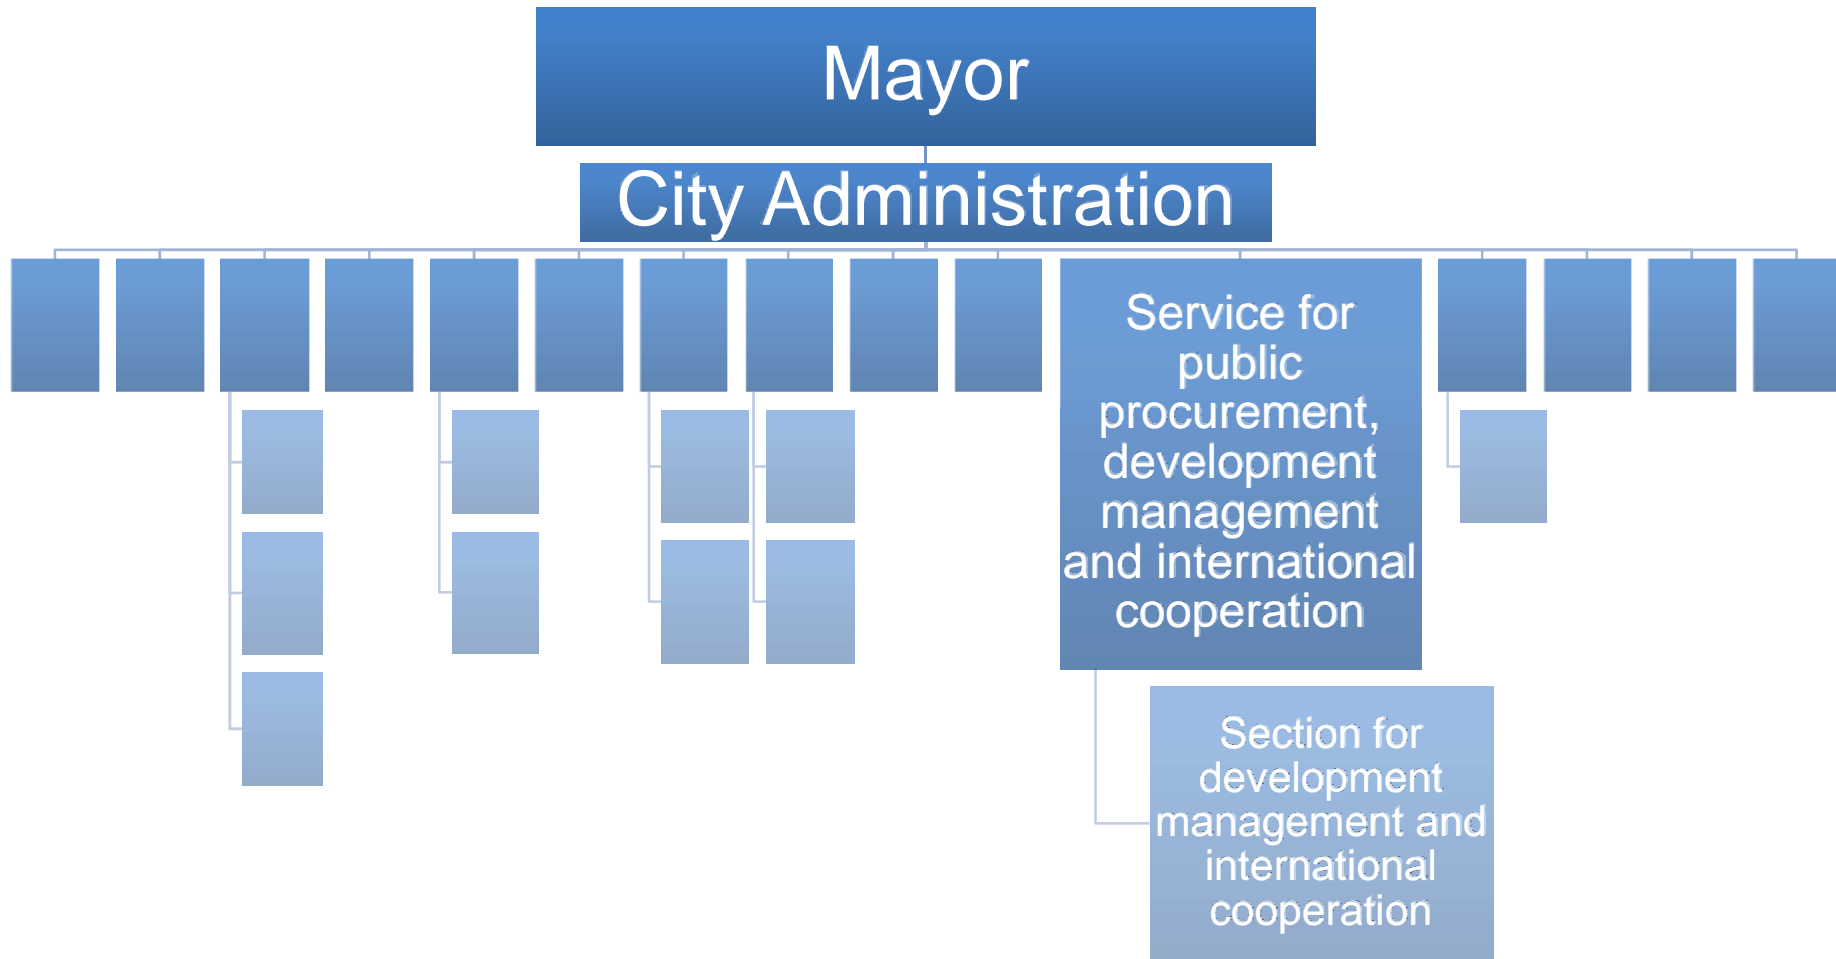 Mayor
City Administration
Service for
public
procurement,
development
management
and international
cooperation
Section for
development
management and
international
cooperation